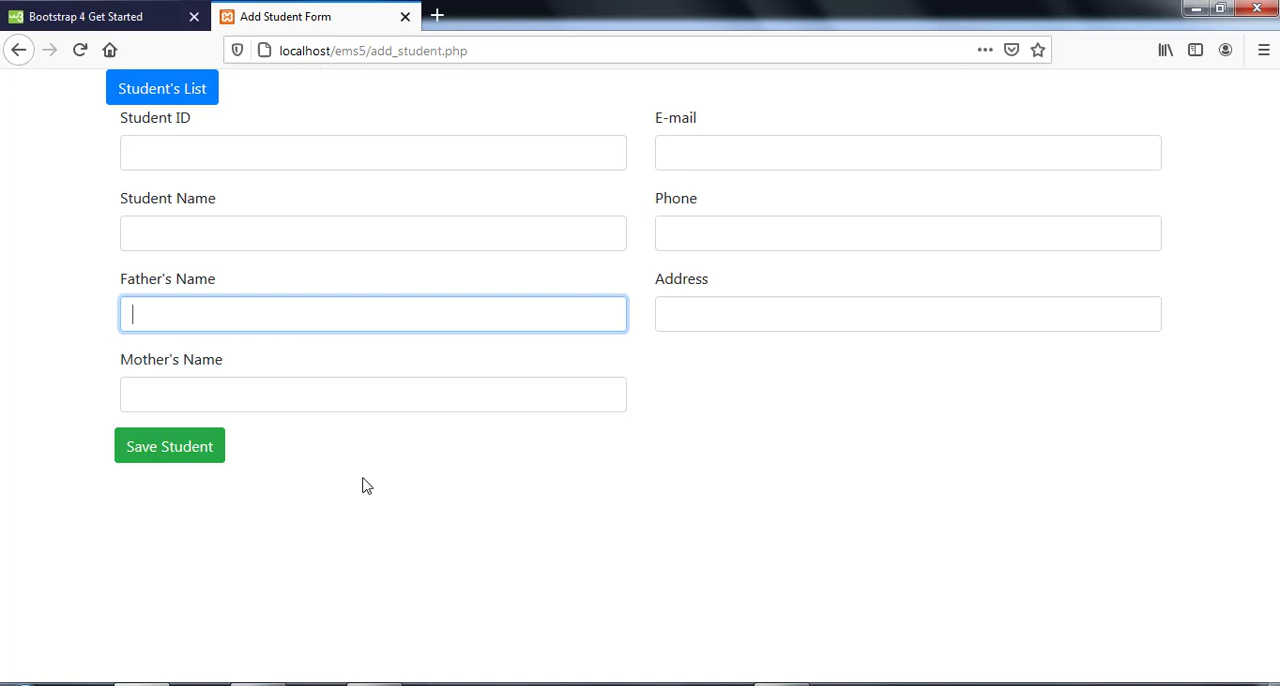 Bootstrap 4 Get Started
Add Student Form
localhost/ems5/add_student.php
Student's List
Student ID
E-mail
Student Name
Phone
Father's Name
Address
Mother's Name
Save Student